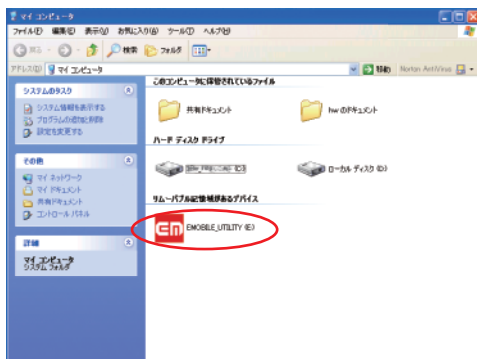 マイ コンピュータ
ファイル(F) 編集(E) 表示(V) お気に入り(A) ツール(T) ヘルプ(H)
戻る 検索 フォルダ
アドレス(D) マイ コンピュータ 移動 Norton AntiVirus
システムのタスク
システム情報を表示する
プログラムの追加と削除
設定を変更する
その他
マイ ネットワーク
マイ ドキュメント
共有ドキュメント
コントロール パネル
詳細
マイ コンピュータ
システム フォルダ
このコンピュータに保管されているファイル
共有ドキュメント
hw のドキュメント
ハード ディスク ドライブ
(C:)
ローカル ディスク (D:)
リムーバブル記憶域があるデバイス
EM
EMOBILE_UTILITY (E:)